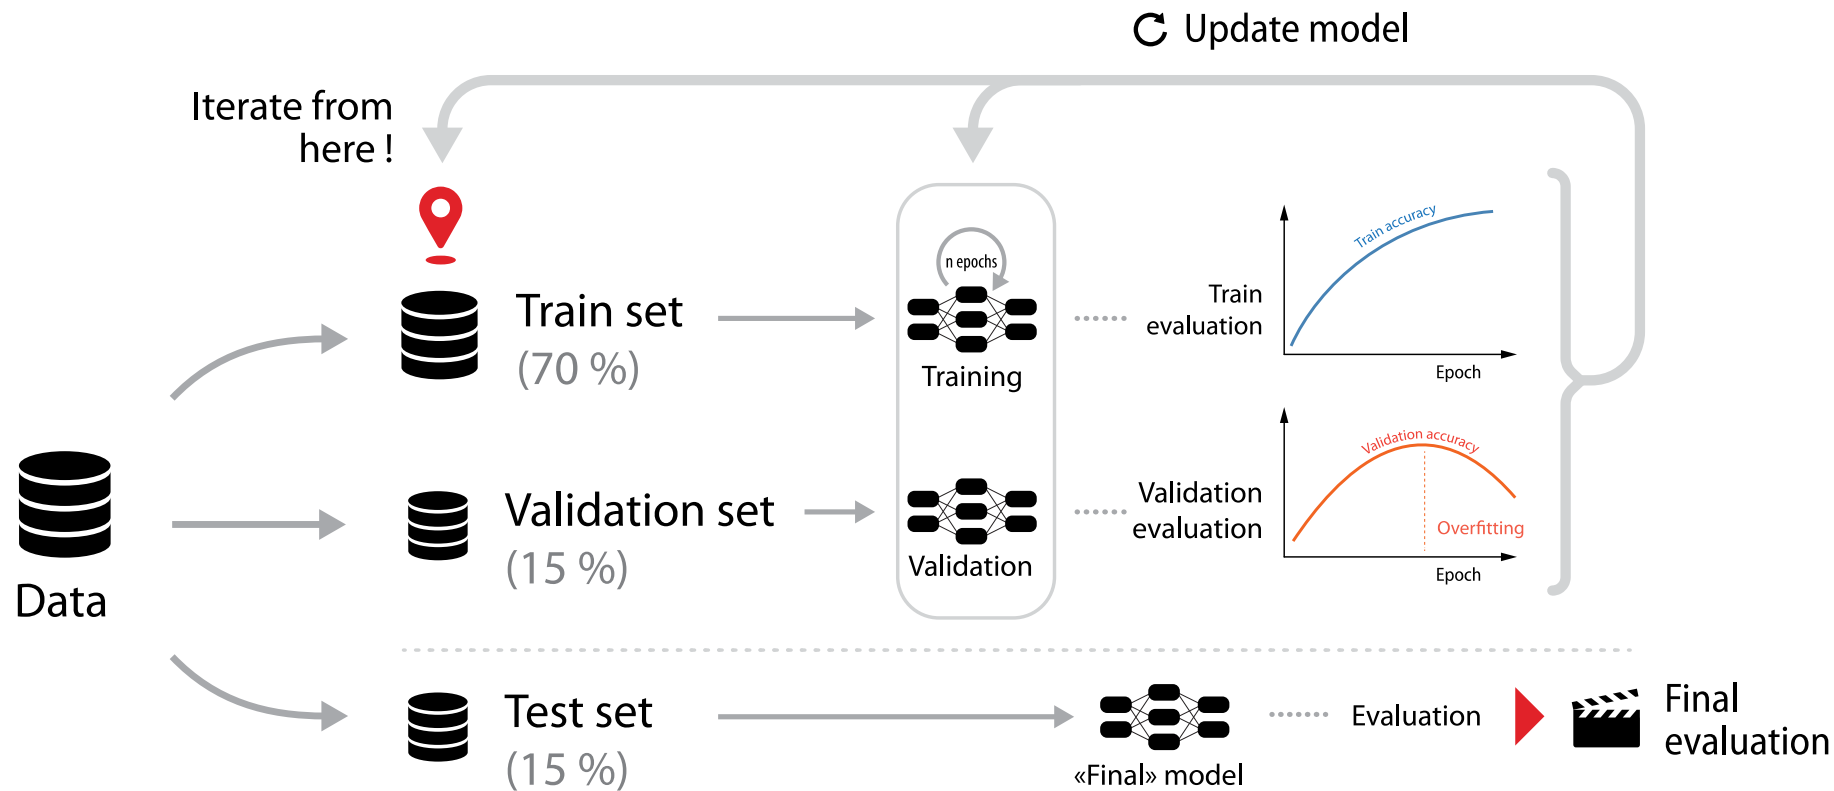 Update model
Iterate from
here !
n epochs
Train set
(70 %)
Training
Train
evaluation
Train accuracy
Epoch
Data
Validation set
(15 %)
Validation
Validation
evaluation
Validation accuracy
Overfitting
Epoch
Test set
(15 %)
«Final» model
Evaluation
Final
evaluation